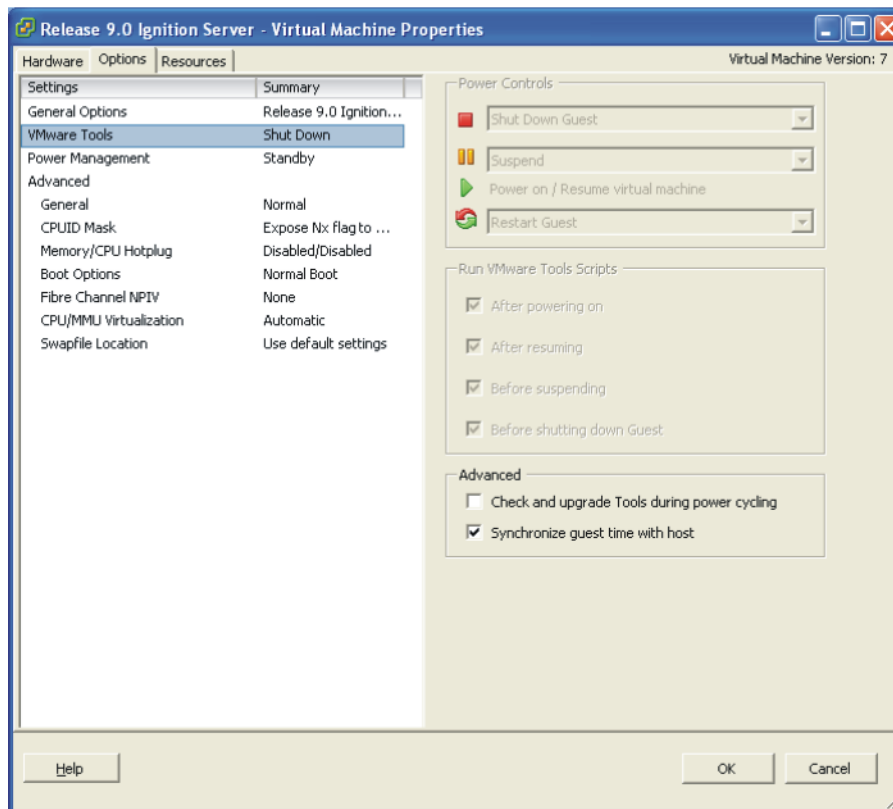 Release 9.0 Ignition Server - Virtual Machine Properties
Hardware Options Resources Virtual Machine Version: 7
Settings Summary
General Options Release 9.0 Ignition...
VMware Tools Shut Down
Power Management Standby
Advanced
General Normal
CPUID Mask Expose Nx flag to ...
Memory/CPU Hotplug Disabled/Disabled
Boot Options Normal Boot
Fibre Channel NPIV None
CPU/MMU Virtualization Automatic
Swapfile Location Use default settings
Power Controls
Shut Down Guest
Suspend
Power on / Resume virtual machine
Restart Guest
Run VMware Tools Scripts
After powering on
After resuming
Before suspending
Before shutting down Guest
Advanced
Check and upgrade Tools during power cycling
Synchronize guest time with host
Help OK Cancel